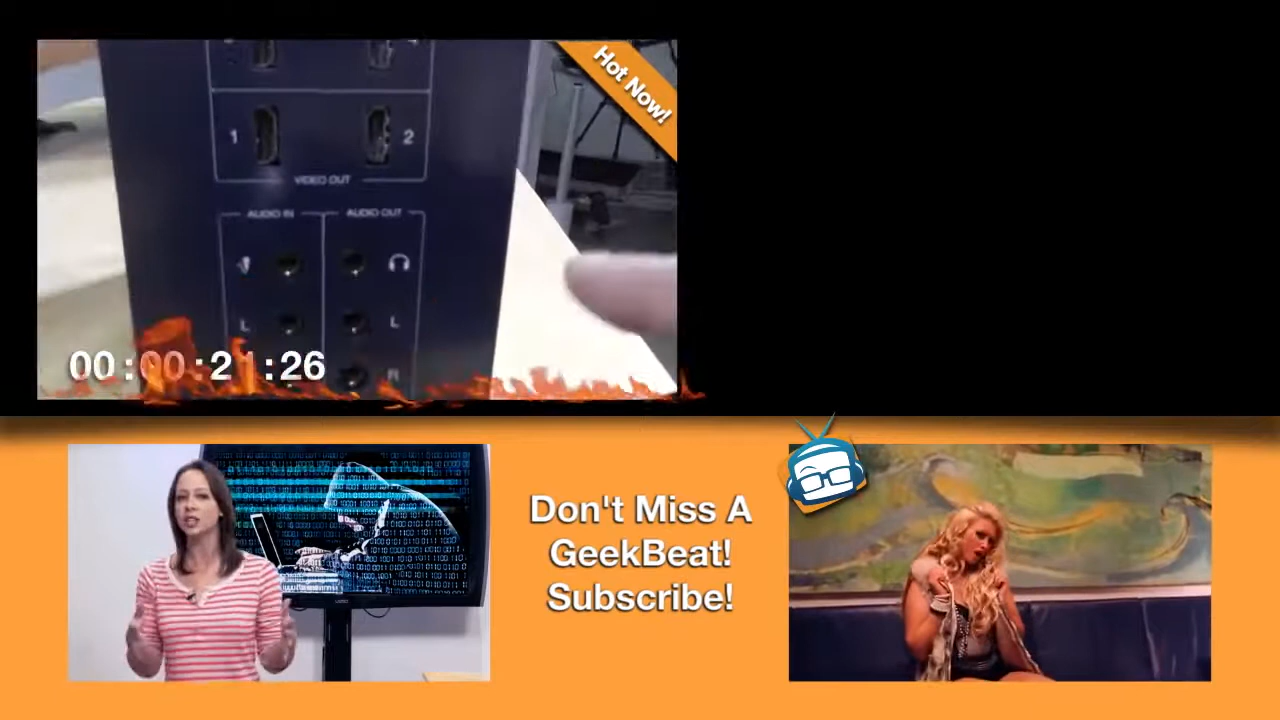 Hot Now!
1
2
VIDEO OUT
AUDIO IN
AUDIO OUT
L
L
R
00:00:21:26
Don't Miss A
GeekBeat!
Subscribe!